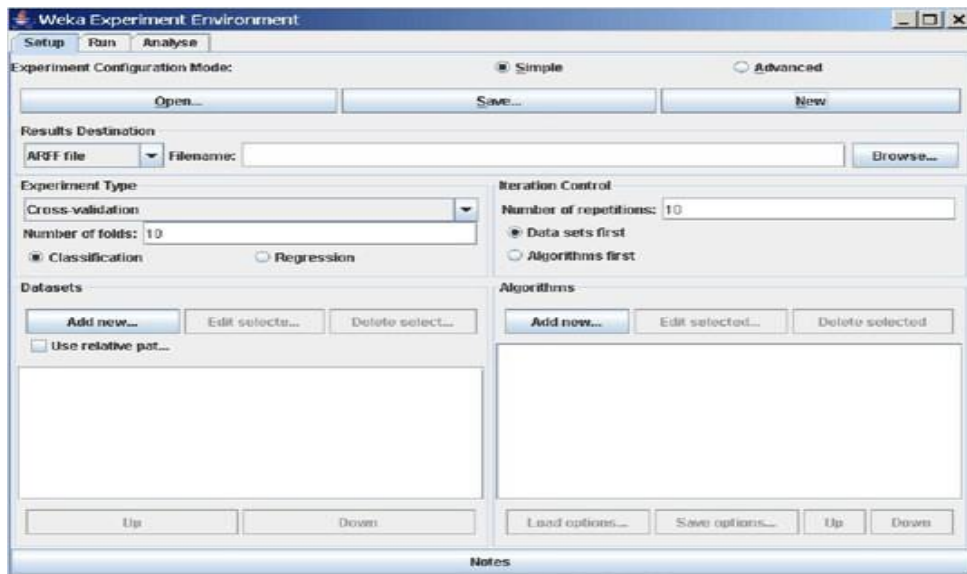 Weka Experiment Environment
Setup Run Analyse
Experiment Configuration Mode: Simple Advanced
Open... Save... New
Results Destination
ARFF file Filename: Browse...
Experiment Type
Cross-validation
Number of folds: 10
Classification Regression
Iteration Control
Number of repetitions: 10
Data sets first
Algorithms first
Datasets
Add new... Edit selecte... Delete select...
Use relative pat...
Up Down
Algorithms
Add new... Edit selected... Delete selected
Load options... Save options... Up Down
Notes